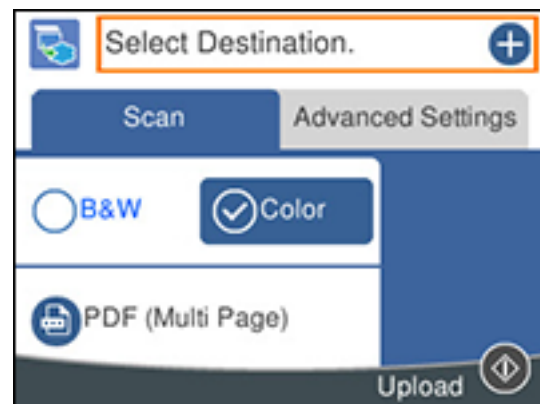 Select Destination.
Scan
Advanced Settings
B&W
Color
PDF (Multi Page)
Upload